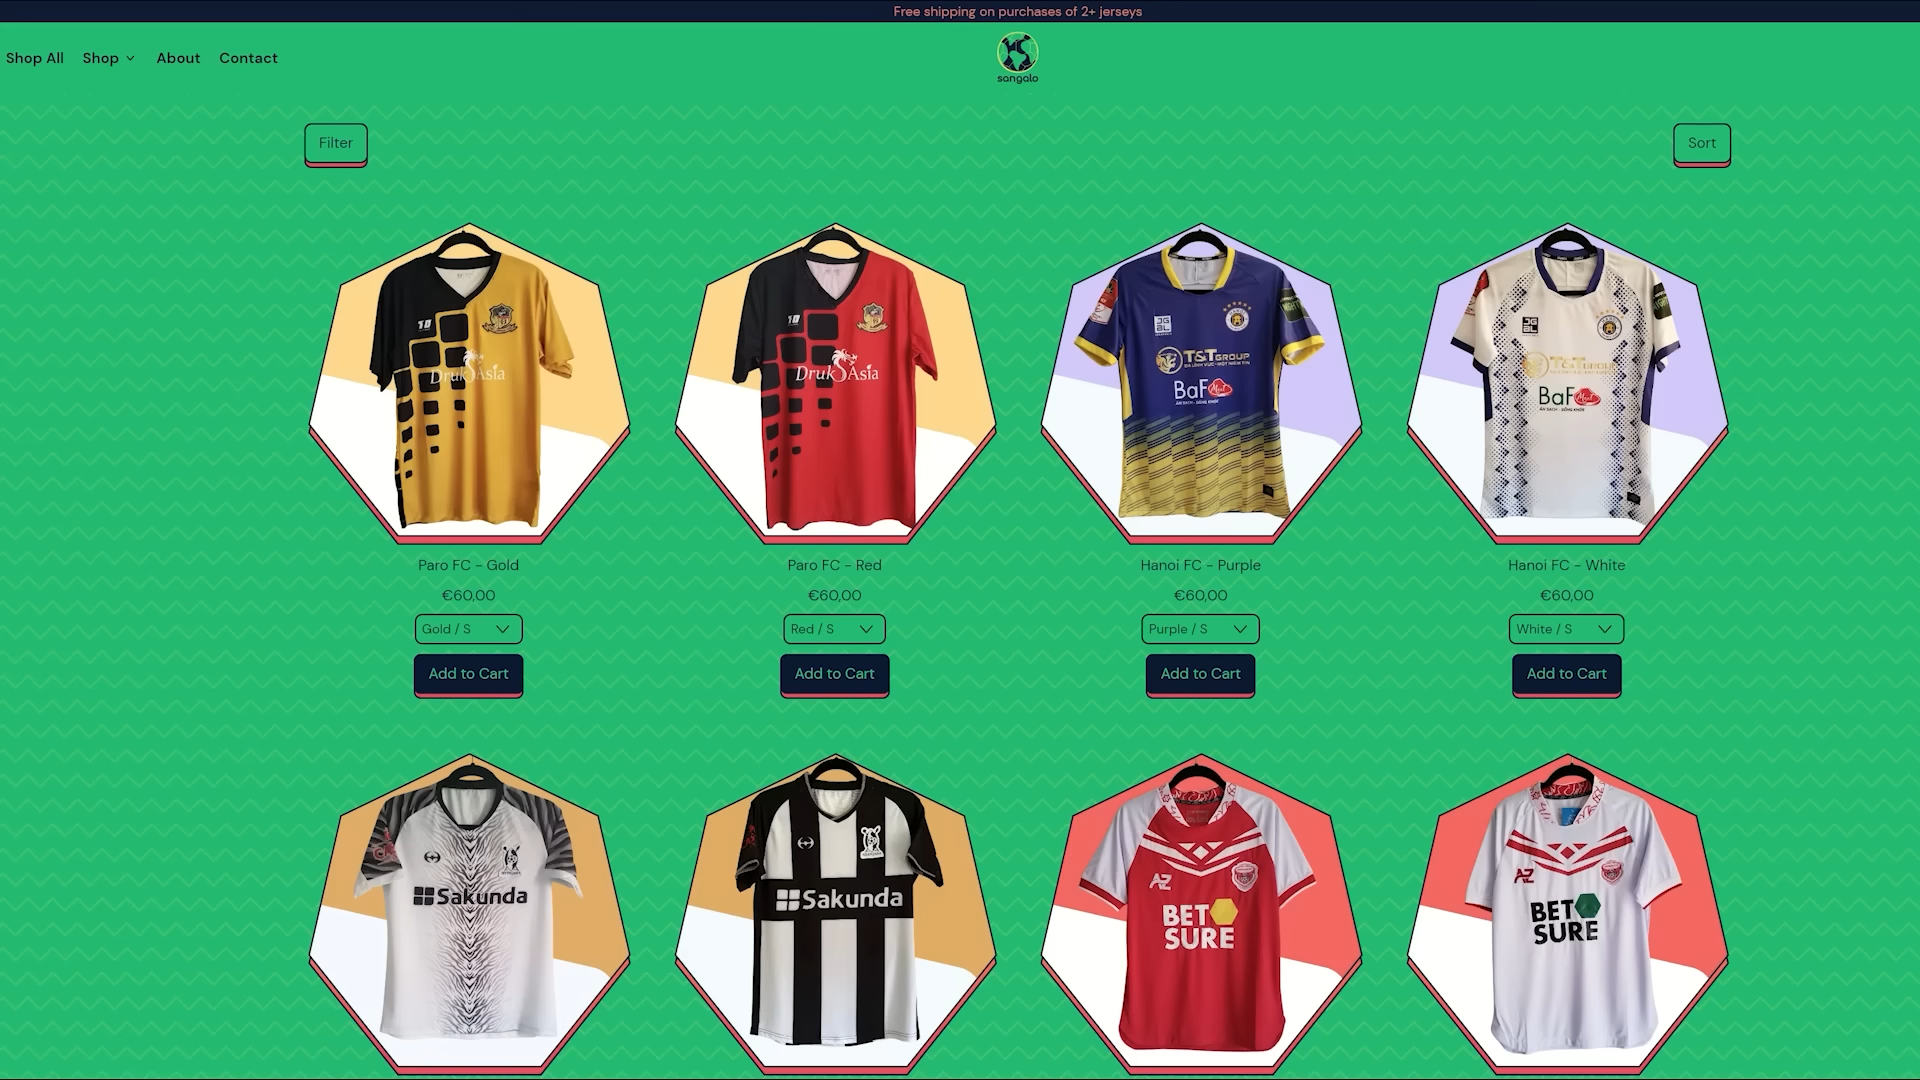 Free shipping on purchases of 2+ jerseys
Shop All
Shop
About
Contact
sangalo
Filter
Sort
Druk Asia
Druk Asia
T&T GROUP
BaF Meat
BaF Meat
Paro FC - Gold
Paro FC - Red
Hanoi FC - Purple
Hanoi FC - White
€60,00
€60,00
€60,00
€60,00
Gold / S
Red / S
Purple / S
White / S
Add to Cart
Add to Cart
Add to Cart
Add to Cart
Sakunda
Sakunda
AZ
BET
SURE
AZ
BET
SURE